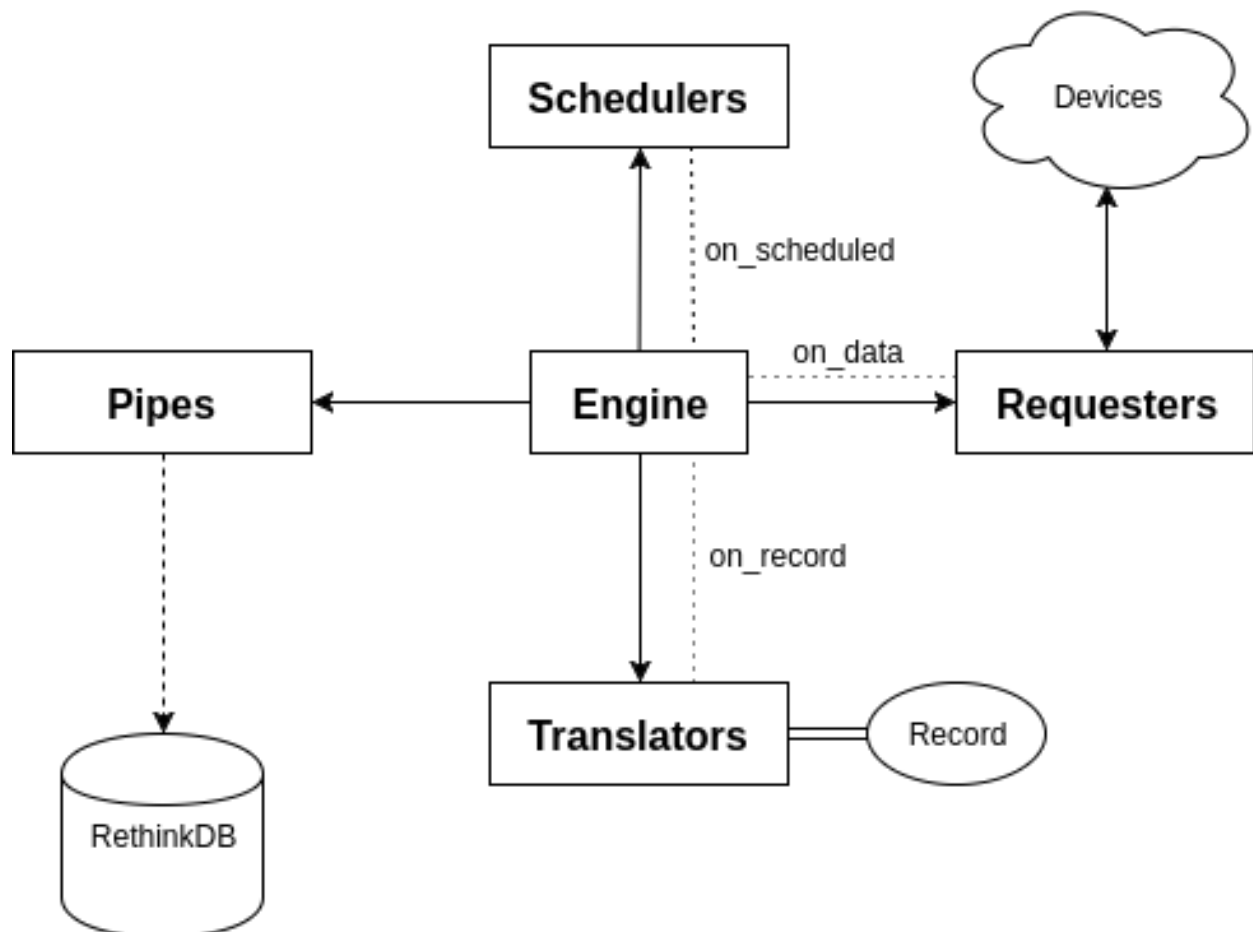 Schedulers
Devices
on_scheduled
on_data
Pipes
Engine
Requesters
on_record
Translators
Record
RethinkDB